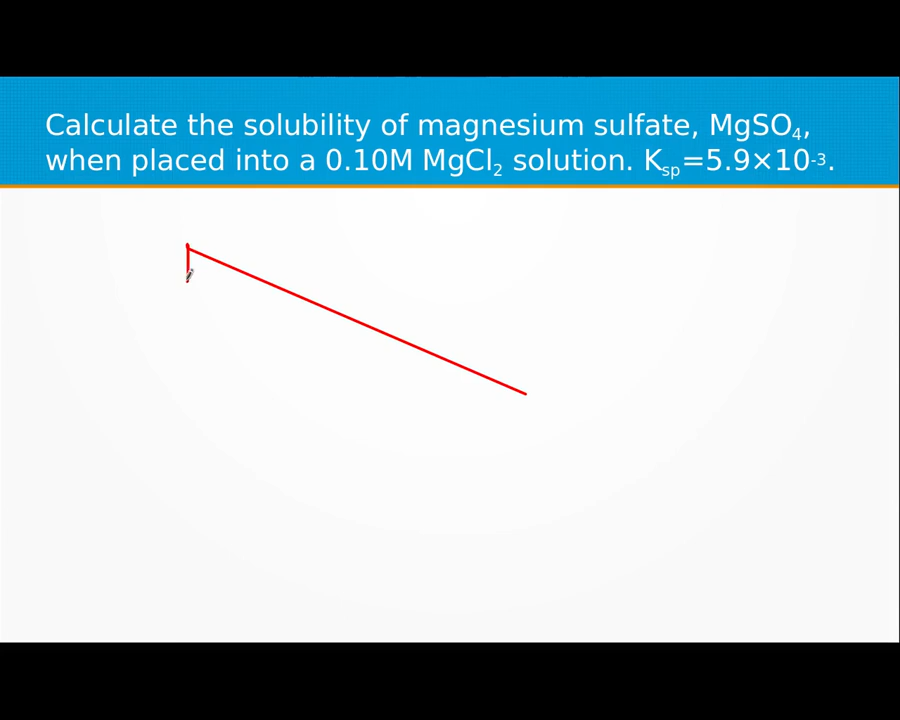 Calculate the solubility of magnesium sulfate, MgSO₄,
when placed into a 0.10M MgCl₂ solution. Kₛₚ=5.9×10⁻³.